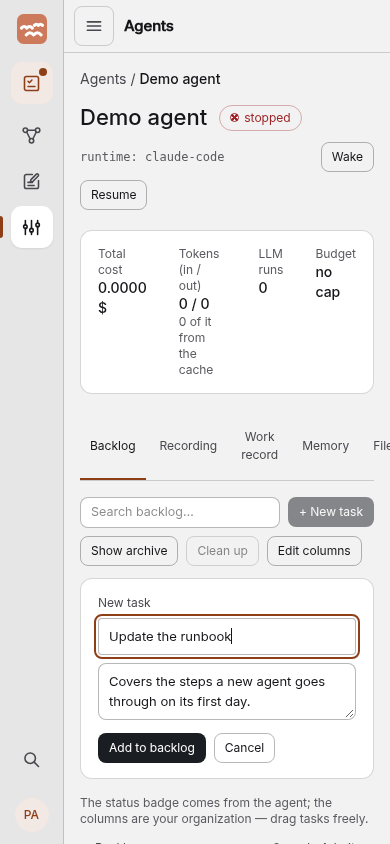 Agents
Agents / Demo agent
Demo agent
stopped
runtime: claude-code
Wake
Resume
Total cost
0.0000 $
Tokens (in / out)
0 / 0
0 of it from the cache
LLM runs
0
Budget
no cap
Backlog
Recording
Work record
Memory
Search backlog...
+ New task
Show archive
Clean up
Edit columns
New task
Update the runbook
Covers the steps a new agent goes
through on its first day.
Add to backlog
Cancel
The status badge comes from the agent; the
columns are your organization — drag tasks freely.
PA